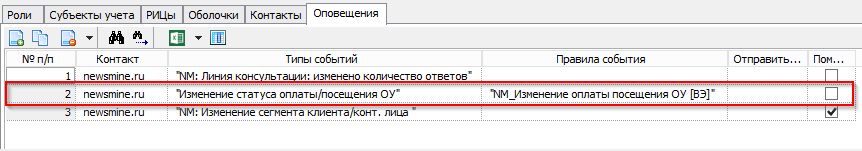 Роли Субъекты учета РИЦы Оболочки Контакты Оповещения
№ п/п Контакт Типы событий Правила события Отправить... Пом...
1 newsmine.ru "NM: Линия консультации: изменено количество ответов"
2 newsmine.ru "Изменение статуса оплаты/посещения ОУ" "NM_Изменение оплаты посещения ОУ [ВЭ]"
3 newsmine.ru "NM: Изменение сегмента клиента/конт. лица "